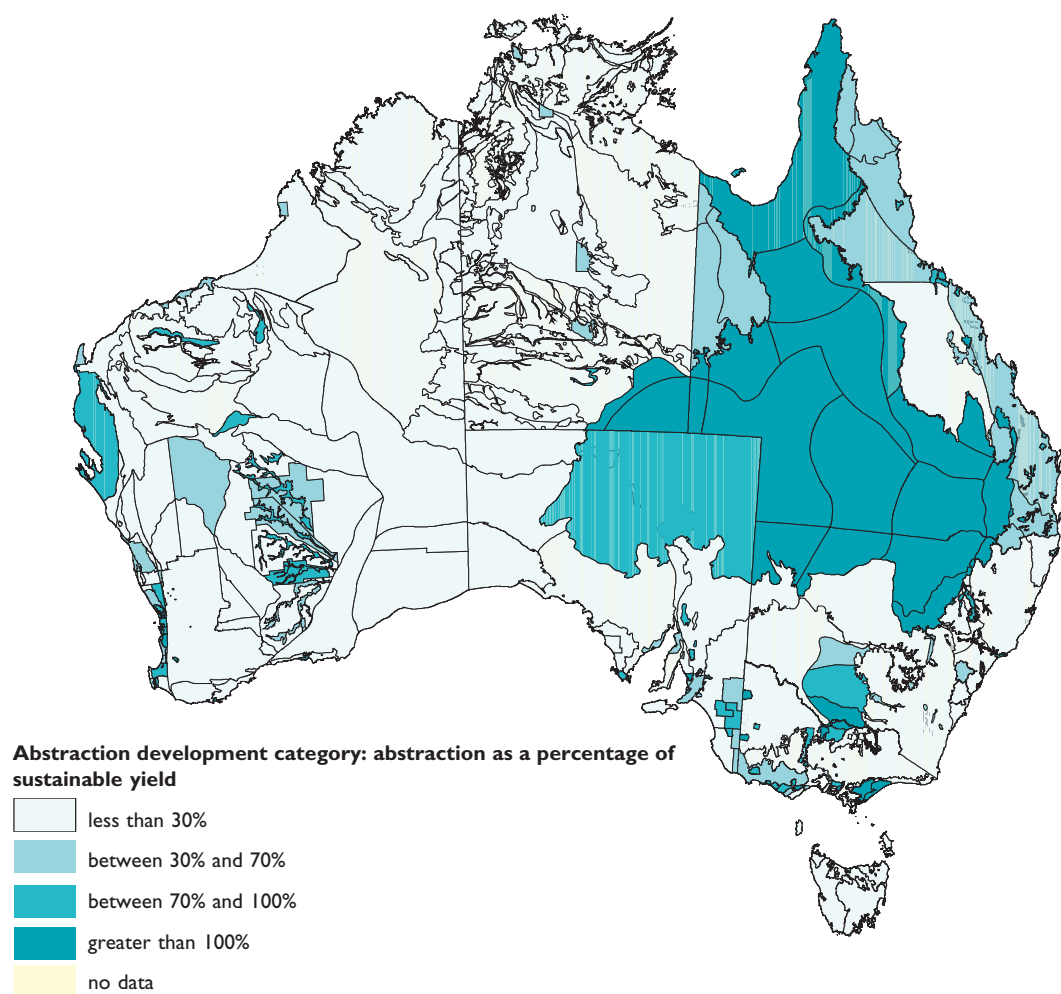 Abstraction development category: abstraction as a percentage of
sustainable yield
less than 30%
between 30% and 70%
between 70% and 100%
greater than 100%
no data